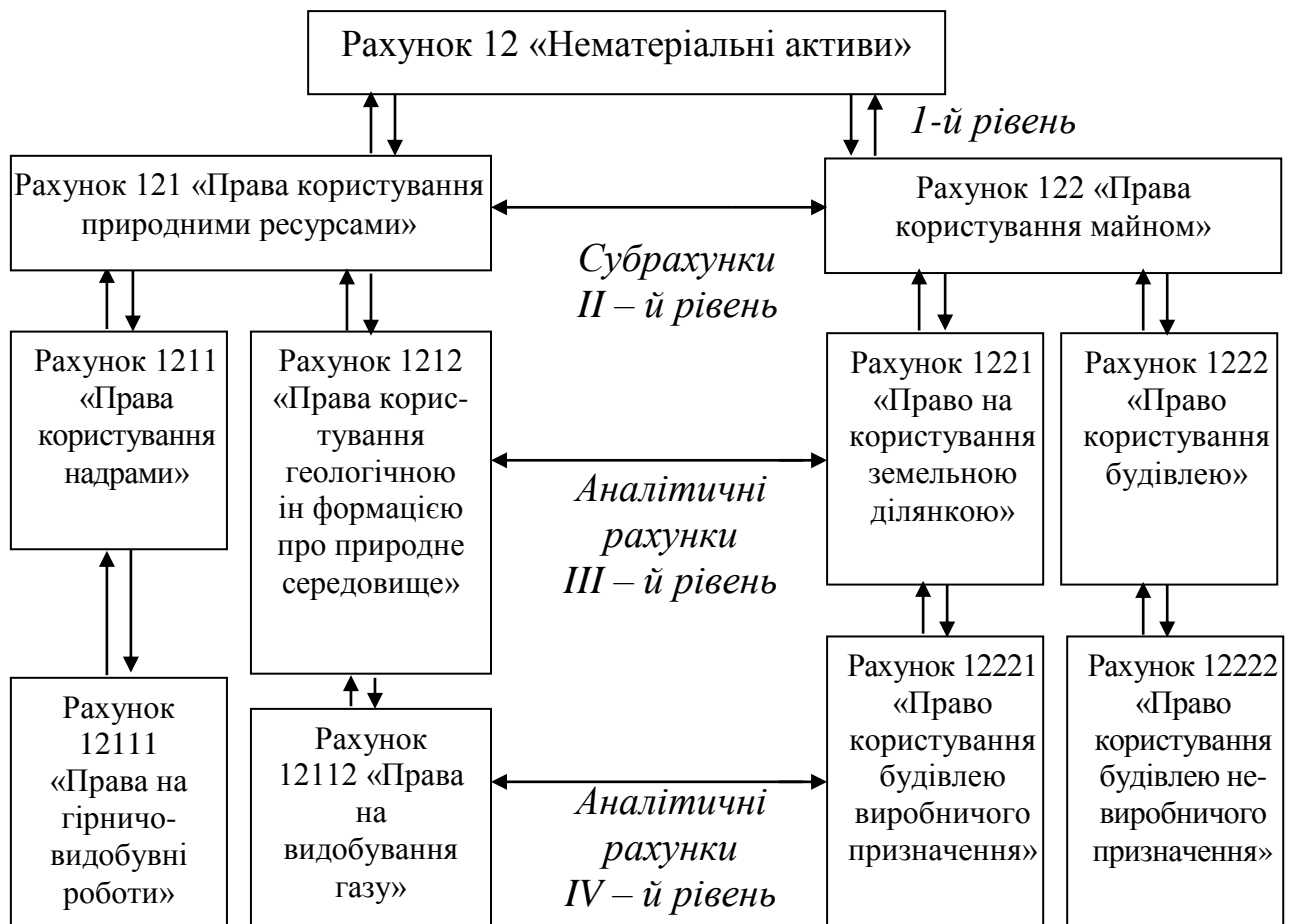 Рахунок 12 «Нематеріальні активи»
1-й рівень
Рахунок 121 «Права користування
природними ресурсами»
Рахунок 122 «Права
користування майном»
Субрахунки
II – й рівень
Рахунок 1211
«Права
користування
надрами»
Рахунок 1212
«Права корис-
тування
геологічною
ін формацією
про природне
середовище»
Аналітичні
рахунки
III – й рівень
Рахунок 1221
«Право на
користування
земельною
ділянкою»
Рахунок 1222
«Право
користування
будівлею»
Рахунок
12111
«Права на
гірничо-
видобувні
роботи»
Рахунок
12112 «Права
на
видобування
газу»
Аналітичні
рахунки
IV – й рівень
Рахунок 12221
«Право
користування
будівлею
виробничого
призначення»
Рахунок 12222
«Право
користування
будівлею не-
виробничого
призначення»